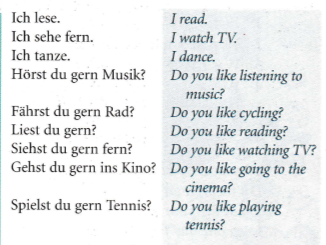 Ich lese. I read.
Ich sehe fern. I watch TV.
Ich tanze. I dance.
Hörst du gern Musik? Do you like listening to
music?
Fährst du gern Rad? Do you like cycling?
Liest du gern? Do you like reading?
Siehst du gern fern? Do you like watching TV?
Gehst du gern ins Kino? Do you like going to the
cinema?
Spielst du gern Tennis? Do you like playing
tennis?